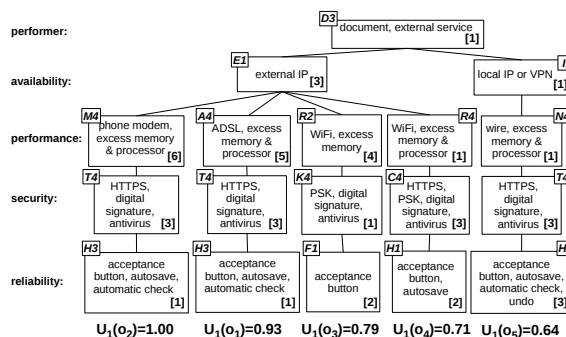 performer:
D3
document, external service
[1]
availability:
E1
external IP
[3]
local IP or VPN
[1]
performance:
M4
phone modem,
excess memory
& processor
[6]
A4
ADSL, excess
memory &
processor
[5]
R2
WiFi, excess
memory
[4]
R4
WiFi, excess
memory &
processor
[1]
N4
wire, excess
memory &
processor
[1]
security:
T4
HTTPS,
digital
signature,
antivirus
[3]
T4
HTTPS,
digital
signature,
antivirus
[3]
K4
PSK, digital
signature,
antivirus
[1]
C4
HTTPS,
PSK, digital
signature,
antivirus
[3]
T4
HTTPS,
digital
signature,
antivirus
[3]
reliability:
H3
acceptance
button, autosave,
automatic check
[1]
H3
acceptance
button, autosave,
automatic check
[1]
F1
acceptance
button
[2]
H1
acceptance
button,
autosave
[2]
H
acceptance
button, autosave,
automatic check,
undo
[3]
U1(o2)=1.00
U1(o1)=0.93
U1(o3)=0.79
U1(o4)=0.71
U1(o5)=0.64